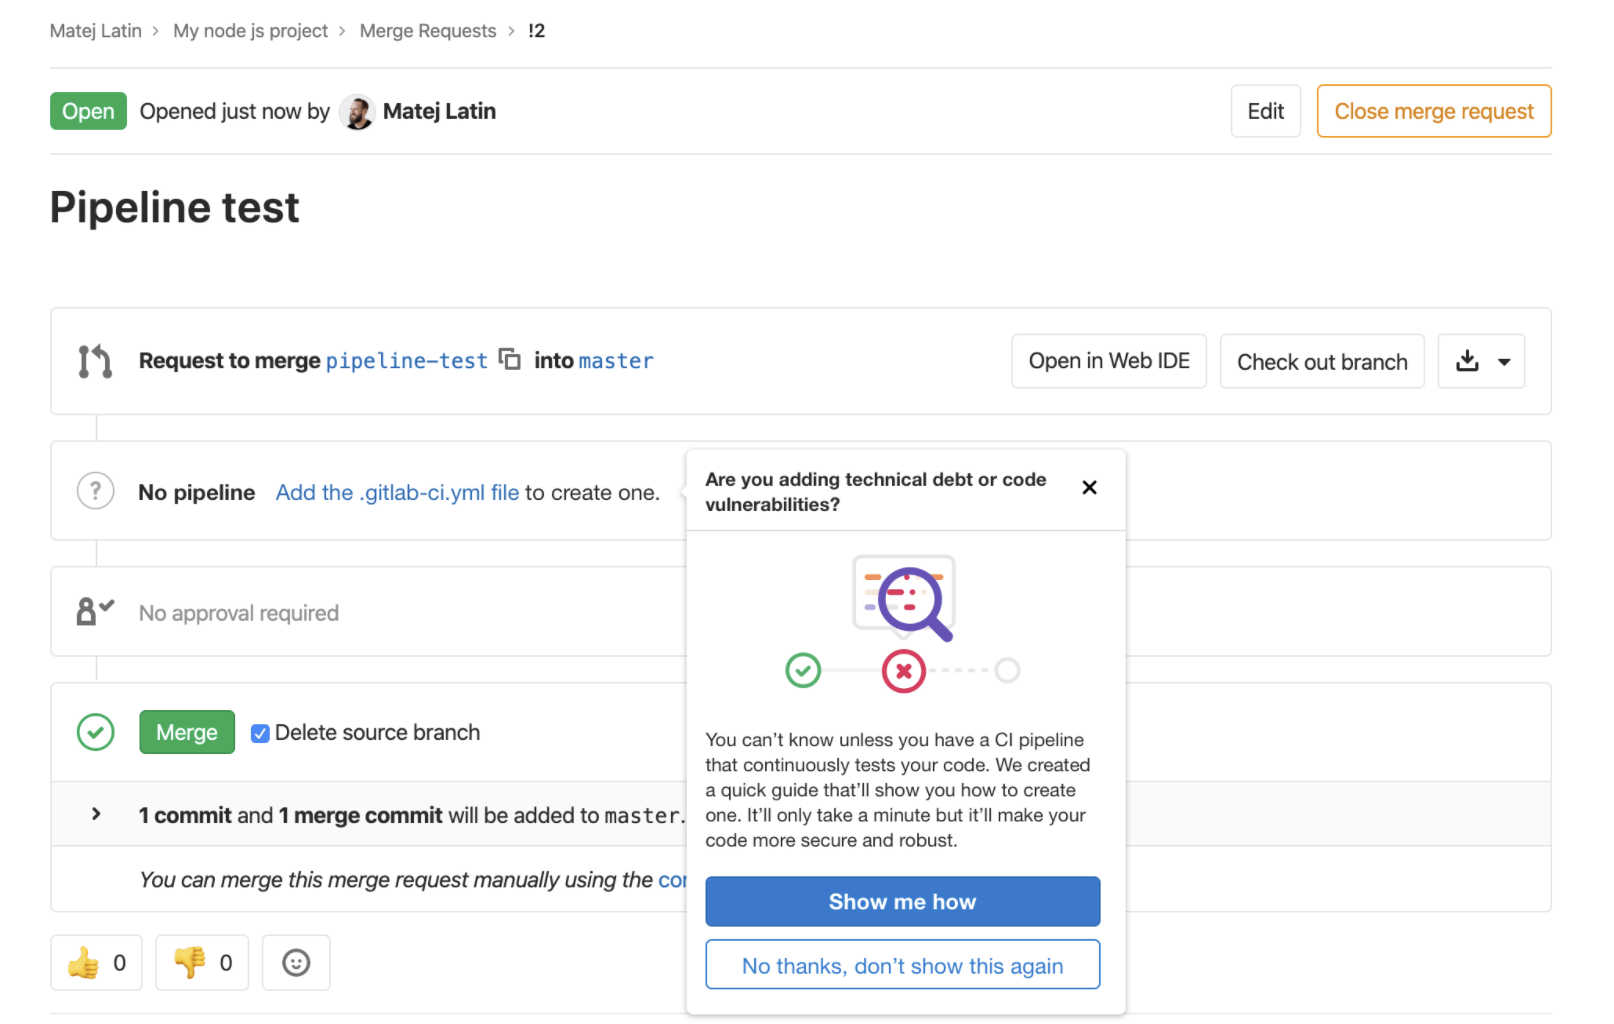 Matej Latin > My node js project > Merge Requests > !2
Open Opened just now by Matej Latin Edit Close merge request
Pipeline test
Request to merge pipeline-test into master Open in Web IDE Check out branch
? No pipeline Add the .gitlab-ci.yml file to create one.
Are you adding technical debt or code
vulnerabilities?
No approval required
Merge Delete source branch
You can’t know unless you have a CI pipeline
that continuously tests your code. We created
a quick guide that’ll show you how to create
one. It’ll only take a minute but it’ll make your
code more secure and robust.
1 commit and 1 merge commit will be added to master.
You can merge this merge request manually using the
Show me how
No thanks, don’t show this again
0 0